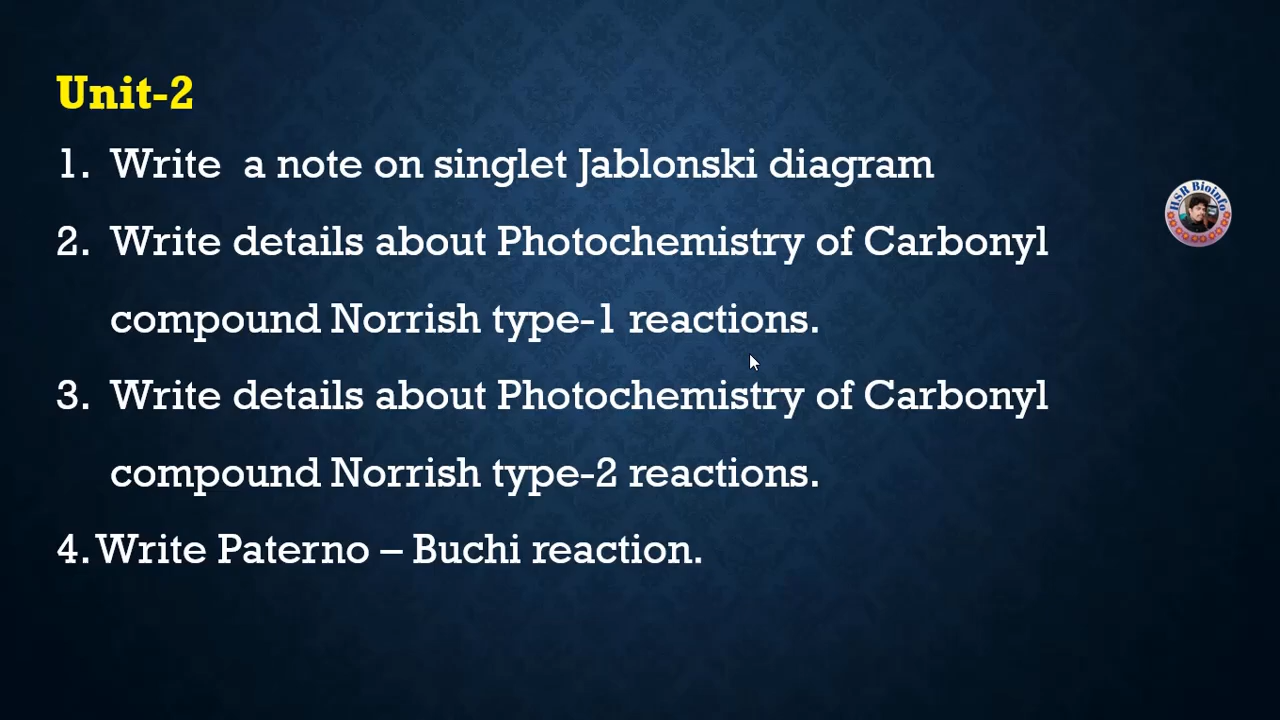 Unit-2
1. Write a note on singlet Jablonski diagram
2. Write details about Photochemistry of Carbonyl
compound Norrish type-1 reactions.
3. Write details about Photochemistry of Carbonyl
compound Norrish type-2 reactions.
4. Write Paterno – Buchi reaction.
HSR Bioinfo